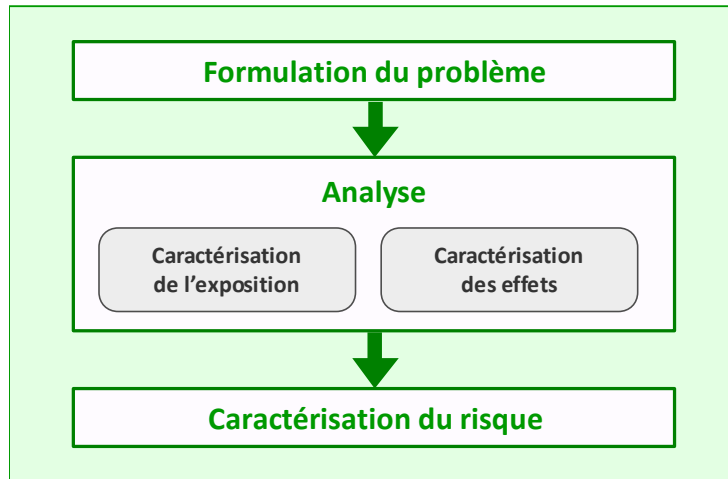 Formulation du problème
Analyse
Caractérisation
de l’exposition
Caractérisation
des effets
Caractérisation du risque